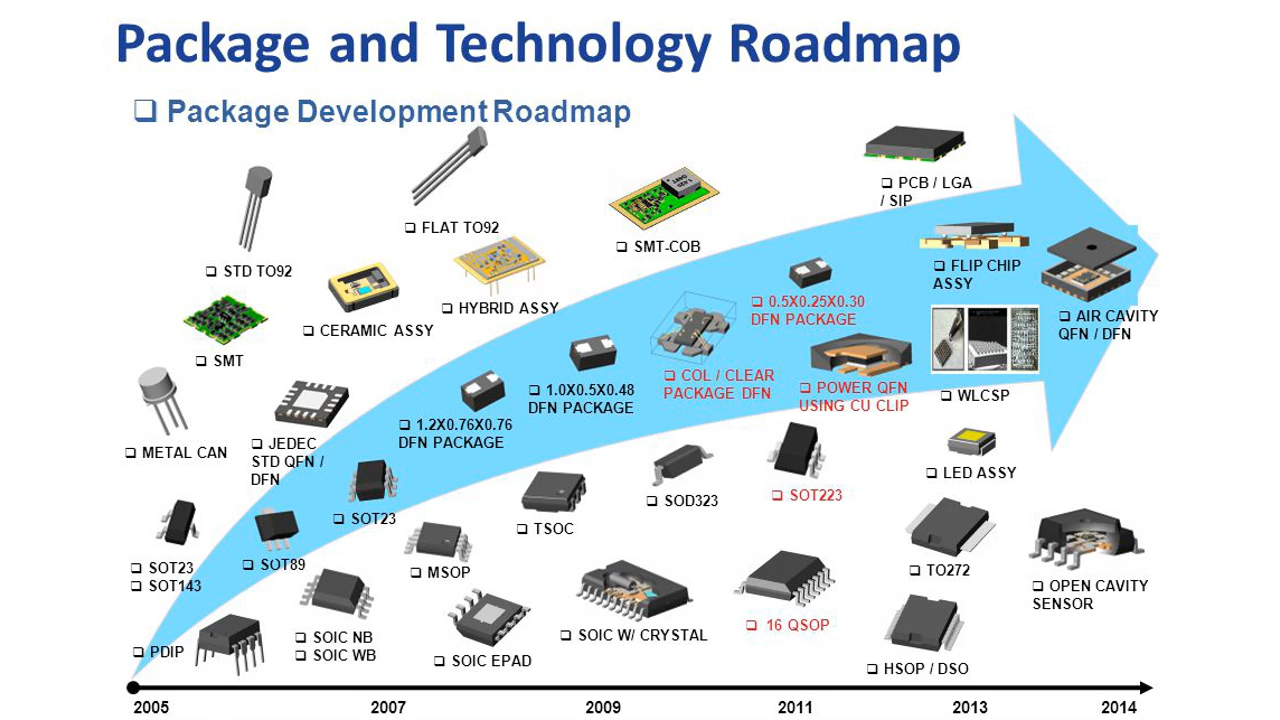 Package and Technology Roadmap
❑ Package Development Roadmap
❑ PCB / LGA
/ SIP
❑ FLAT TO92
❑ SMT-COB
❑ STD TO92
❑ FLIP CHIP
ASSY
❑ HYBRID ASSY
❑ CERAMIC ASSY
❑ 0.5X0.25X0.30
DFN PACKAGE
❑ AIR CAVITY
QFN / DFN
❑ SMT
❑ COL / CLEAR
PACKAGE DFN
❑ POWER QFN
USING CU CLIP
❑ WLCSP
❑ 1.0X0.5X0.48
DFN PACKAGE
❑ 1.2X0.76X0.76
DFN PACKAGE
❑ METAL CAN
❑ JEDEC
STD QFN /
DFN
❑ LED ASSY
❑ SOD323
❑ SOT223
❑ SOT23
❑ TSOC
❑ SOT23
❑ SOT143
❑ SOT89
❑ MSOP
❑ TO272
❑ OPEN CAVITY
SENSOR
❑ PDIP
❑ SOIC NB
❑ SOIC WB
❑ SOIC EPAD
❑ SOIC W/ CRYSTAL
❑ 16 QSOP
❑ HSOP / DSO
2005 2007 2009 2011 2013 2014